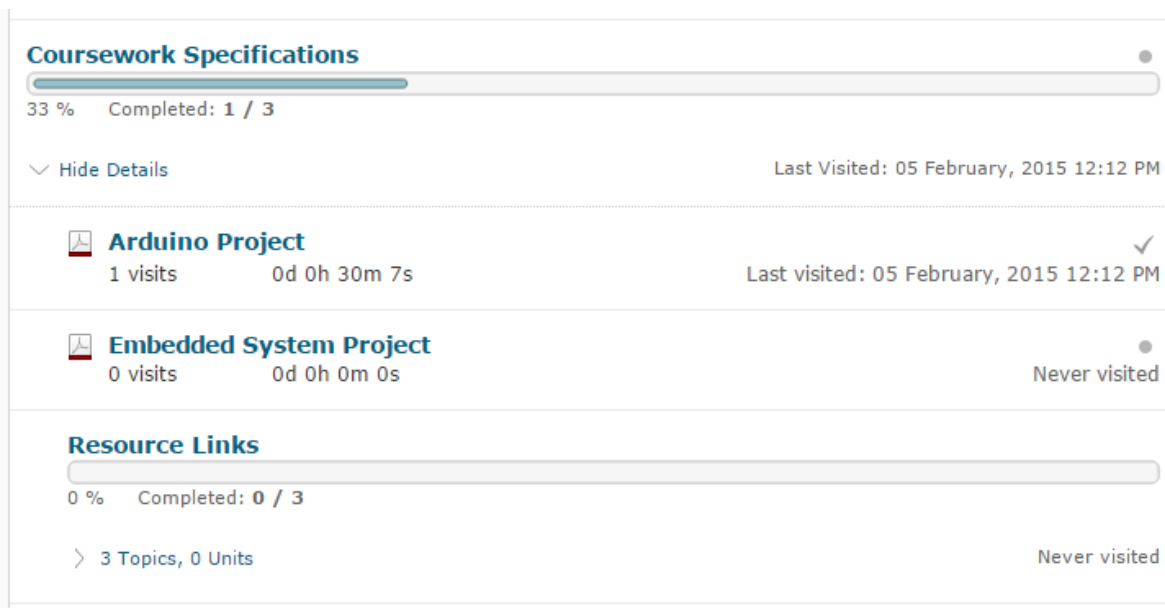 Coursework Specifications
33 % Completed: 1 / 3
Hide Details Last Visited: 05 February, 2015 12:12 PM
Arduino Project
1 visits 0d 0h 30m 7s Last visited: 05 February, 2015 12:12 PM
Embedded System Project
0 visits 0d 0h 0m 0s Never visited
Resource Links
0 % Completed: 0 / 3
3 Topics, 0 Units Never visited